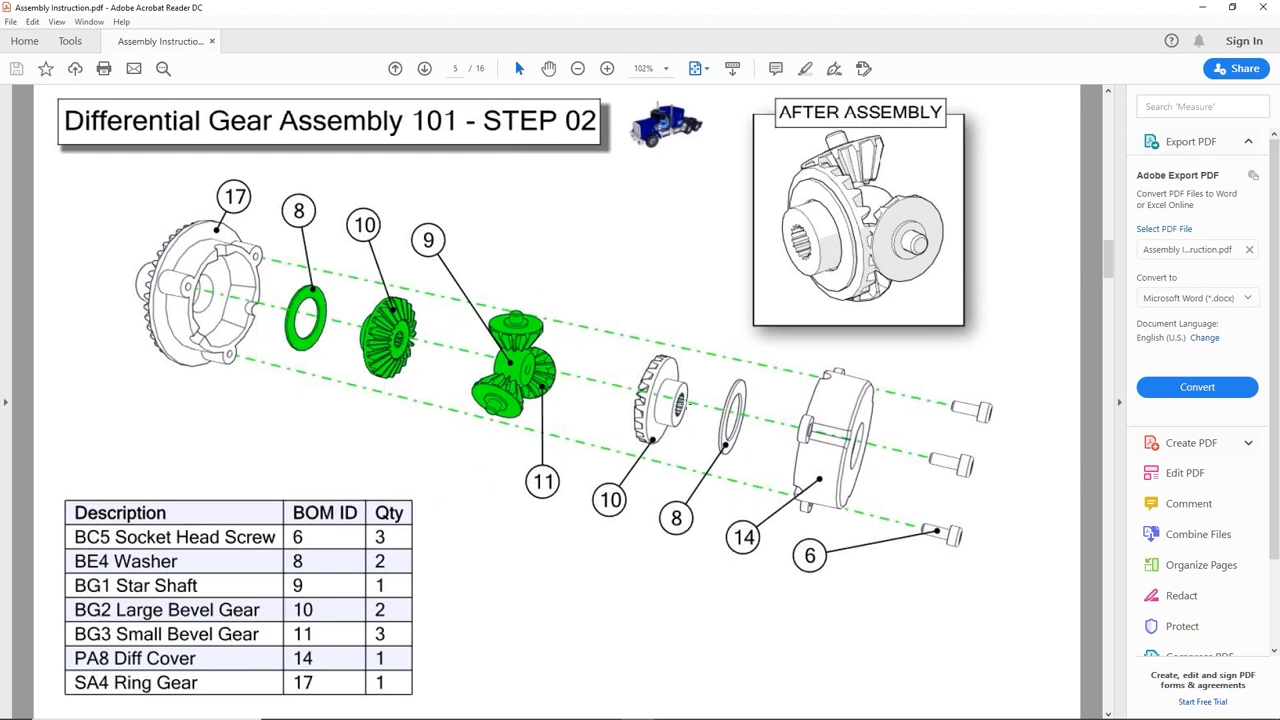 Assembly Instruction.pdf - Adobe Acrobat Reader DC
File Edit View Window Help
Home Tools Assembly Instructio... × Sign In
5 / 16 102% Share
Differential Gear Assembly 101 - STEP 02
AFTER ASSEMBLY
17
8
10
9
11
10
8
14
6
Description BOM ID Qty
BC5 Socket Head Screw 6 3
BE4 Washer 8 2
BG1 Star Shaft 9 1
BG2 Large Bevel Gear 10 2
BG3 Small Bevel Gear 11 3
PA8 Diff Cover 14 1
SA4 Ring Gear 17 1
Search 'Measure'
Export PDF
Adobe Export PDF
Convert PDF Files to Word
or Excel Online
Select PDF File
Assembly I...ruction.pdf
Convert to
Microsoft Word (*.docx)
Document Language:
English (U.S.) Change
Convert
Create PDF
Edit PDF
Comment
Combine Files
Organize Pages
Redact
Protect
Create, edit and sign PDF
forms & agreements
Start Free Trial